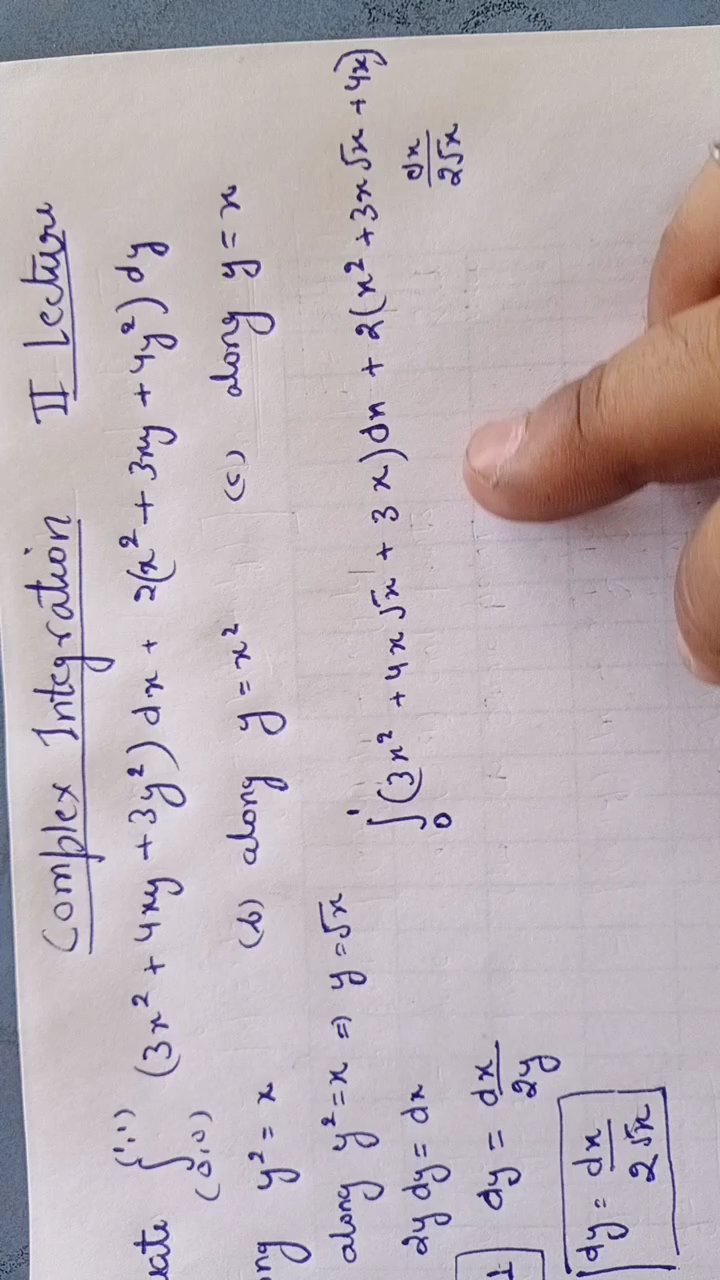 Complex Integration II Lecture
∫_(0,0)^(1,1) (3x² + 4xy + 3y²) dx + 2(x² + 3xy + 4y²) dy
y² = x (b) along y = x² (c) along y = x
along y² = x ⇒ y = √x ∫_0^1 (3x² + 4x√x + 3x) dx + 2(x² + 3x√x + 4x) dx/2√x
2y dy = dx
dy = dx/2y
dy = dx/2√x